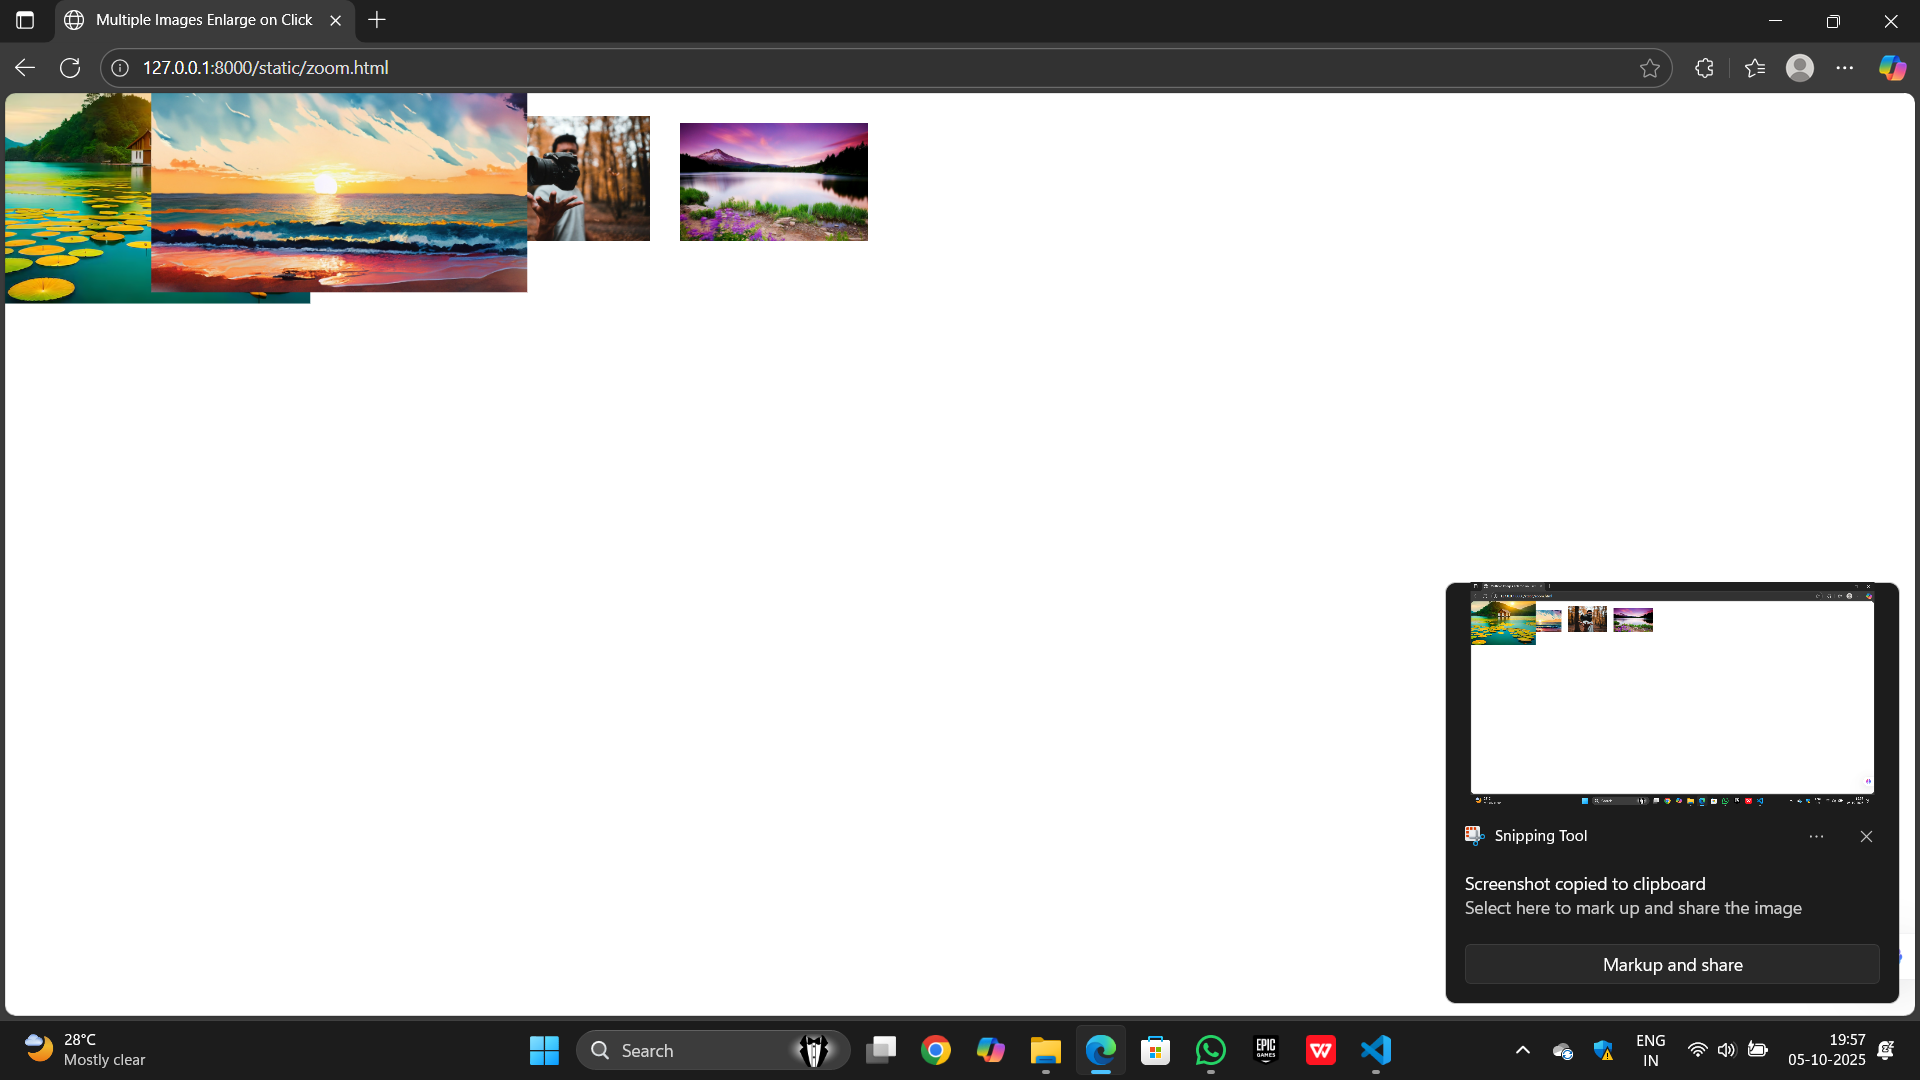 Multiple Images Enlarge on Click
127.0.0.1:8000/static/zoom.html
Snipping Tool
Screenshot copied to clipboard
Select here to mark up and share the image
Markup and share
28°C
Mostly clear
Search
EPIC
GAMES
W
ENG
IN
19:57
05-10-2025